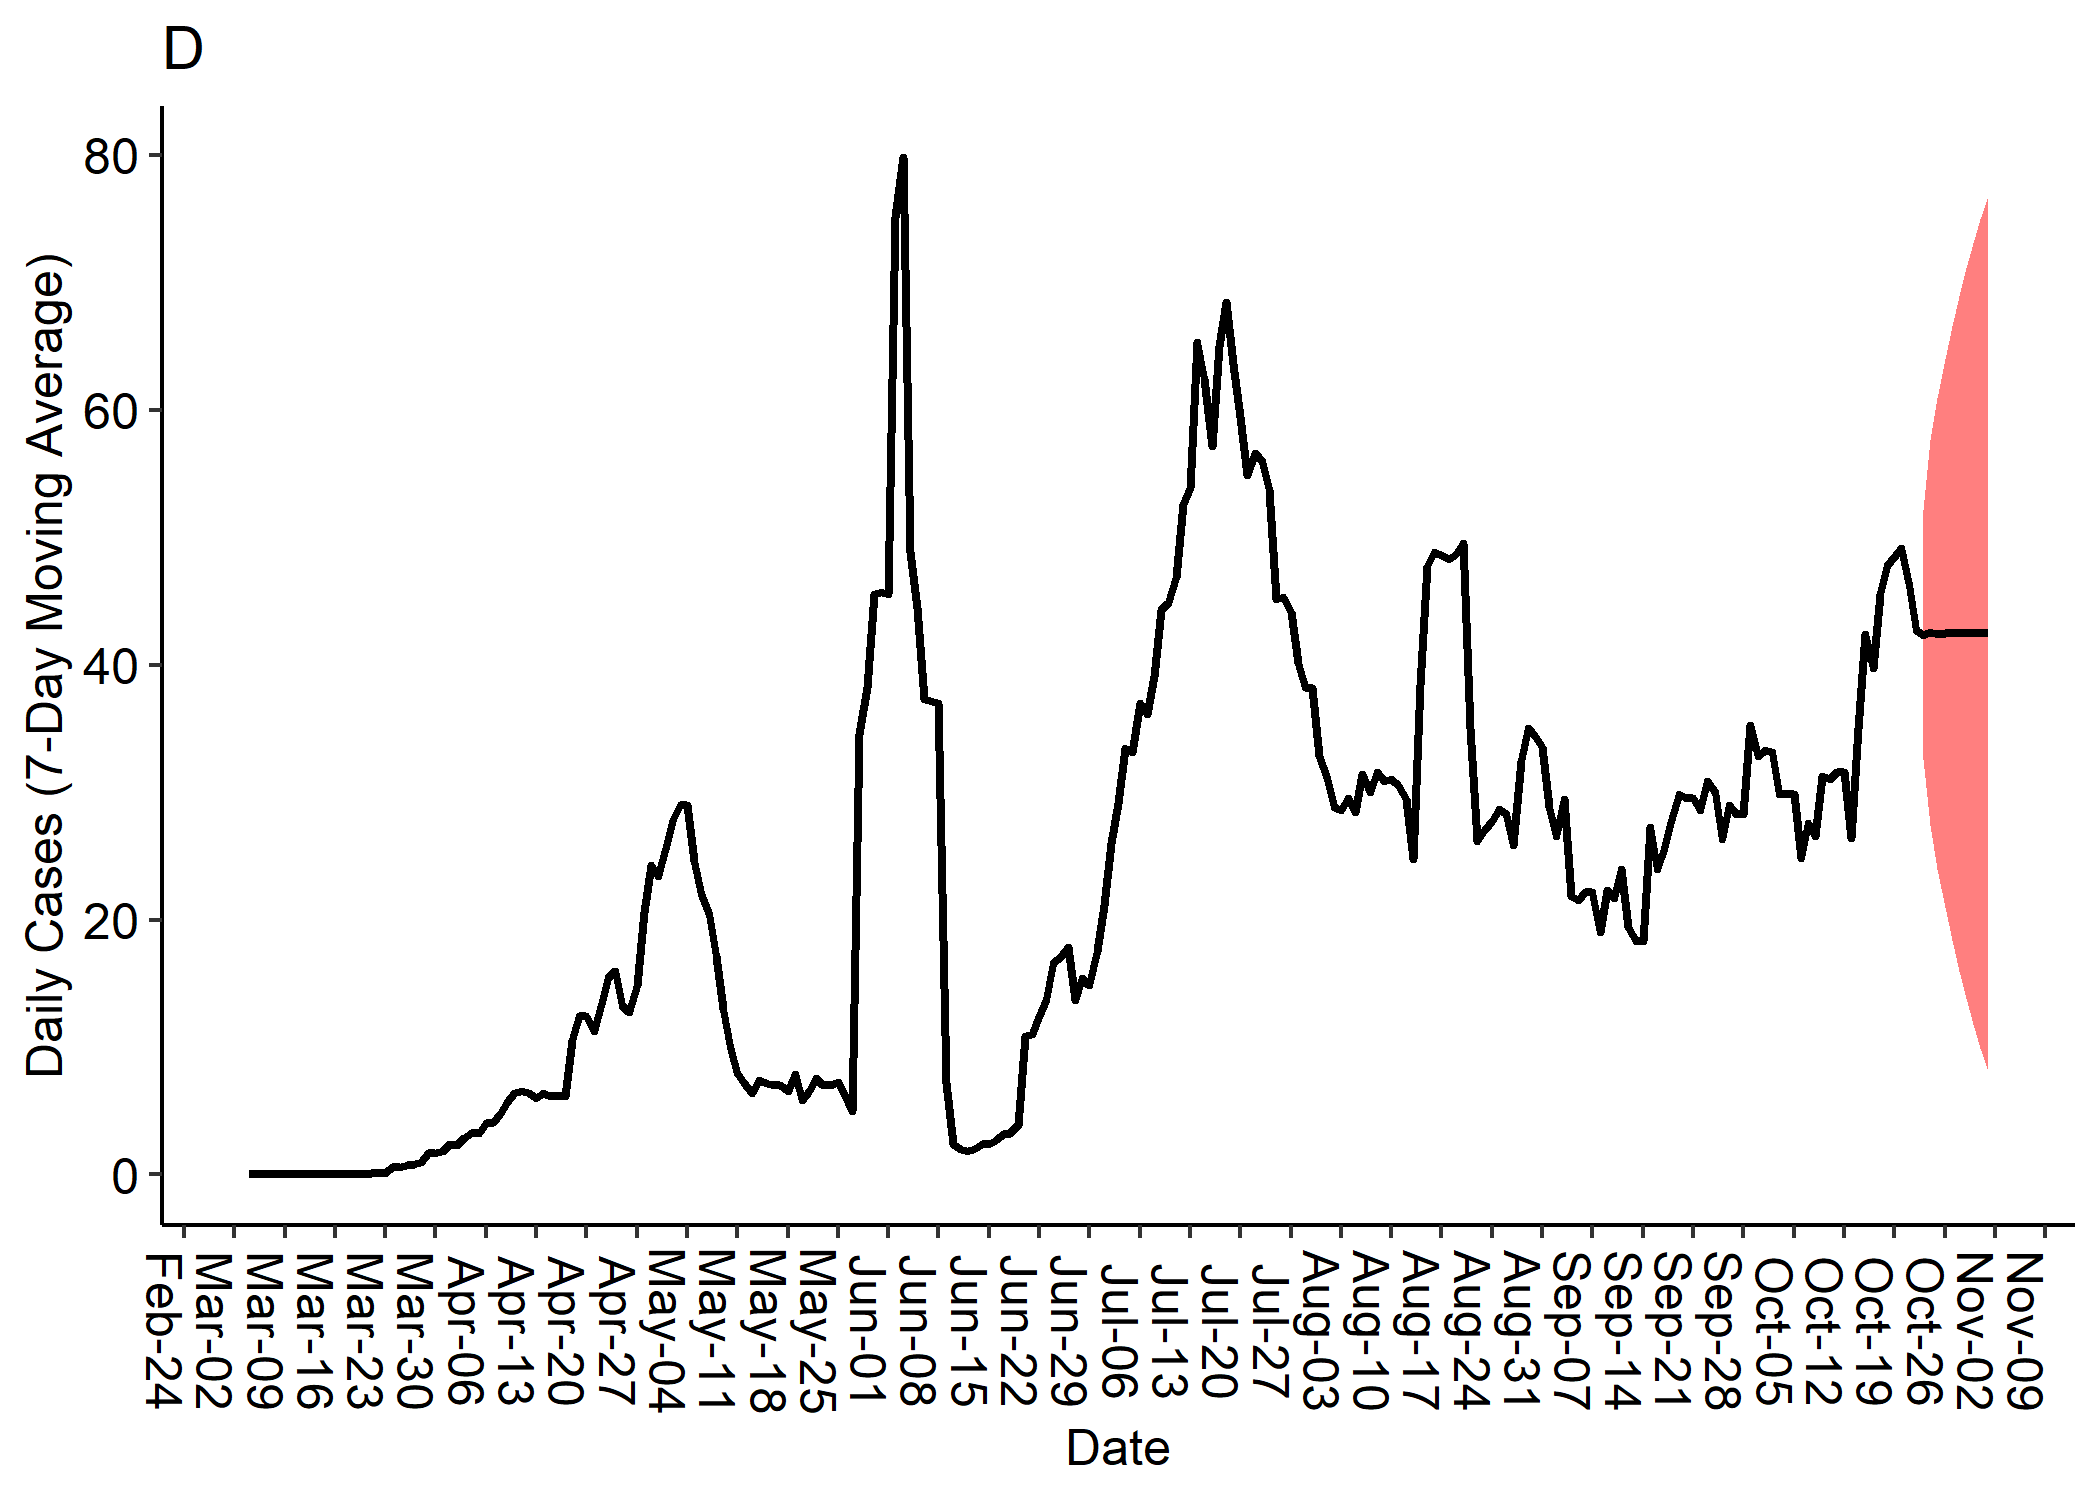 D
Daily Cases (7-Day Moving Average)
80
60
40
20
0
Feb-24
Mar-02
Mar-09
Mar-16
Mar-23
Mar-30
Apr-06
Apr-13
Apr-20
Apr-27
May-04
May-11
May-18
May-25
Jun-01
Jun-08
Jun-15
Jun-22
Jun-29
Jul-06
Jul-13
Jul-20
Jul-27
Aug-03
Aug-10
Aug-17
Aug-24
Aug-31
Sep-07
Sep-14
Sep-21
Sep-28
Oct-05
Oct-12
Oct-19
Oct-26
Nov-02
Nov-09
Date